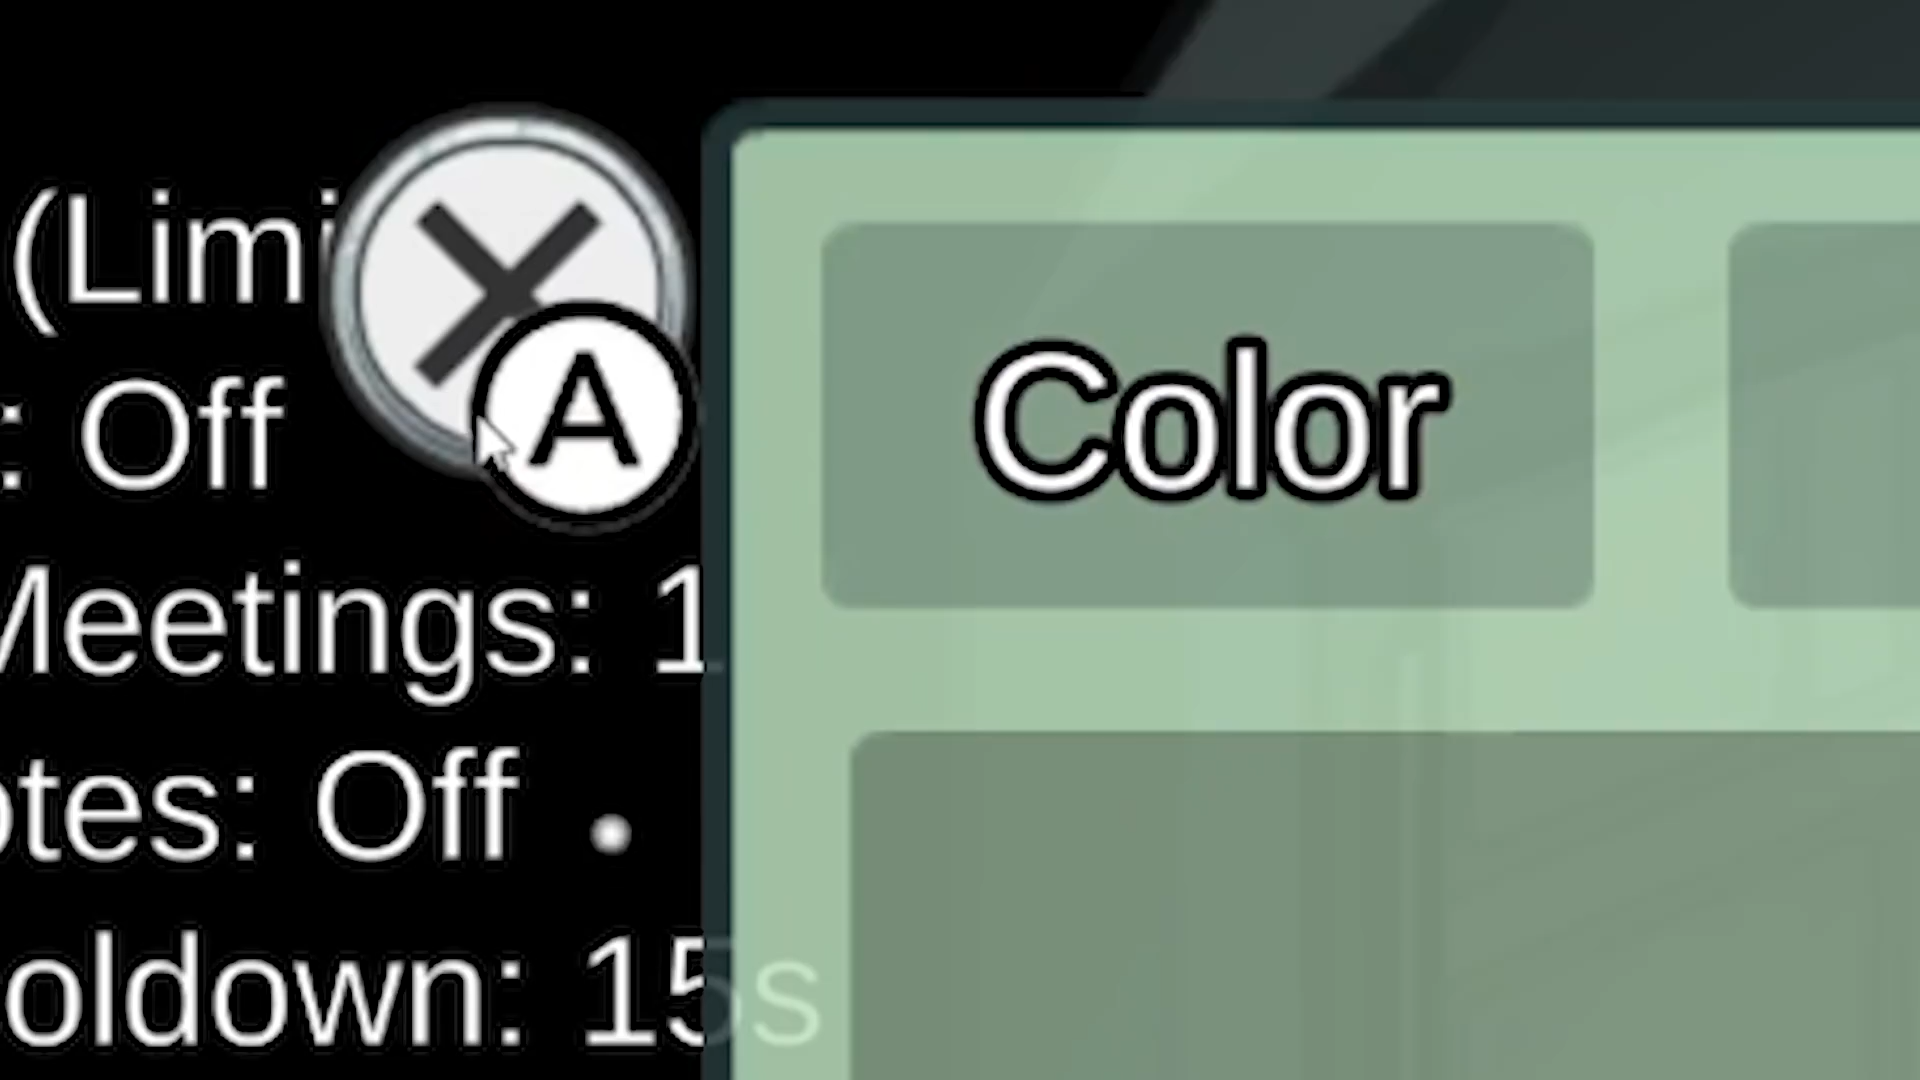 (Limi
X
A
: Off
Color
Meetings: 1
otes: Off
oldown: 15s